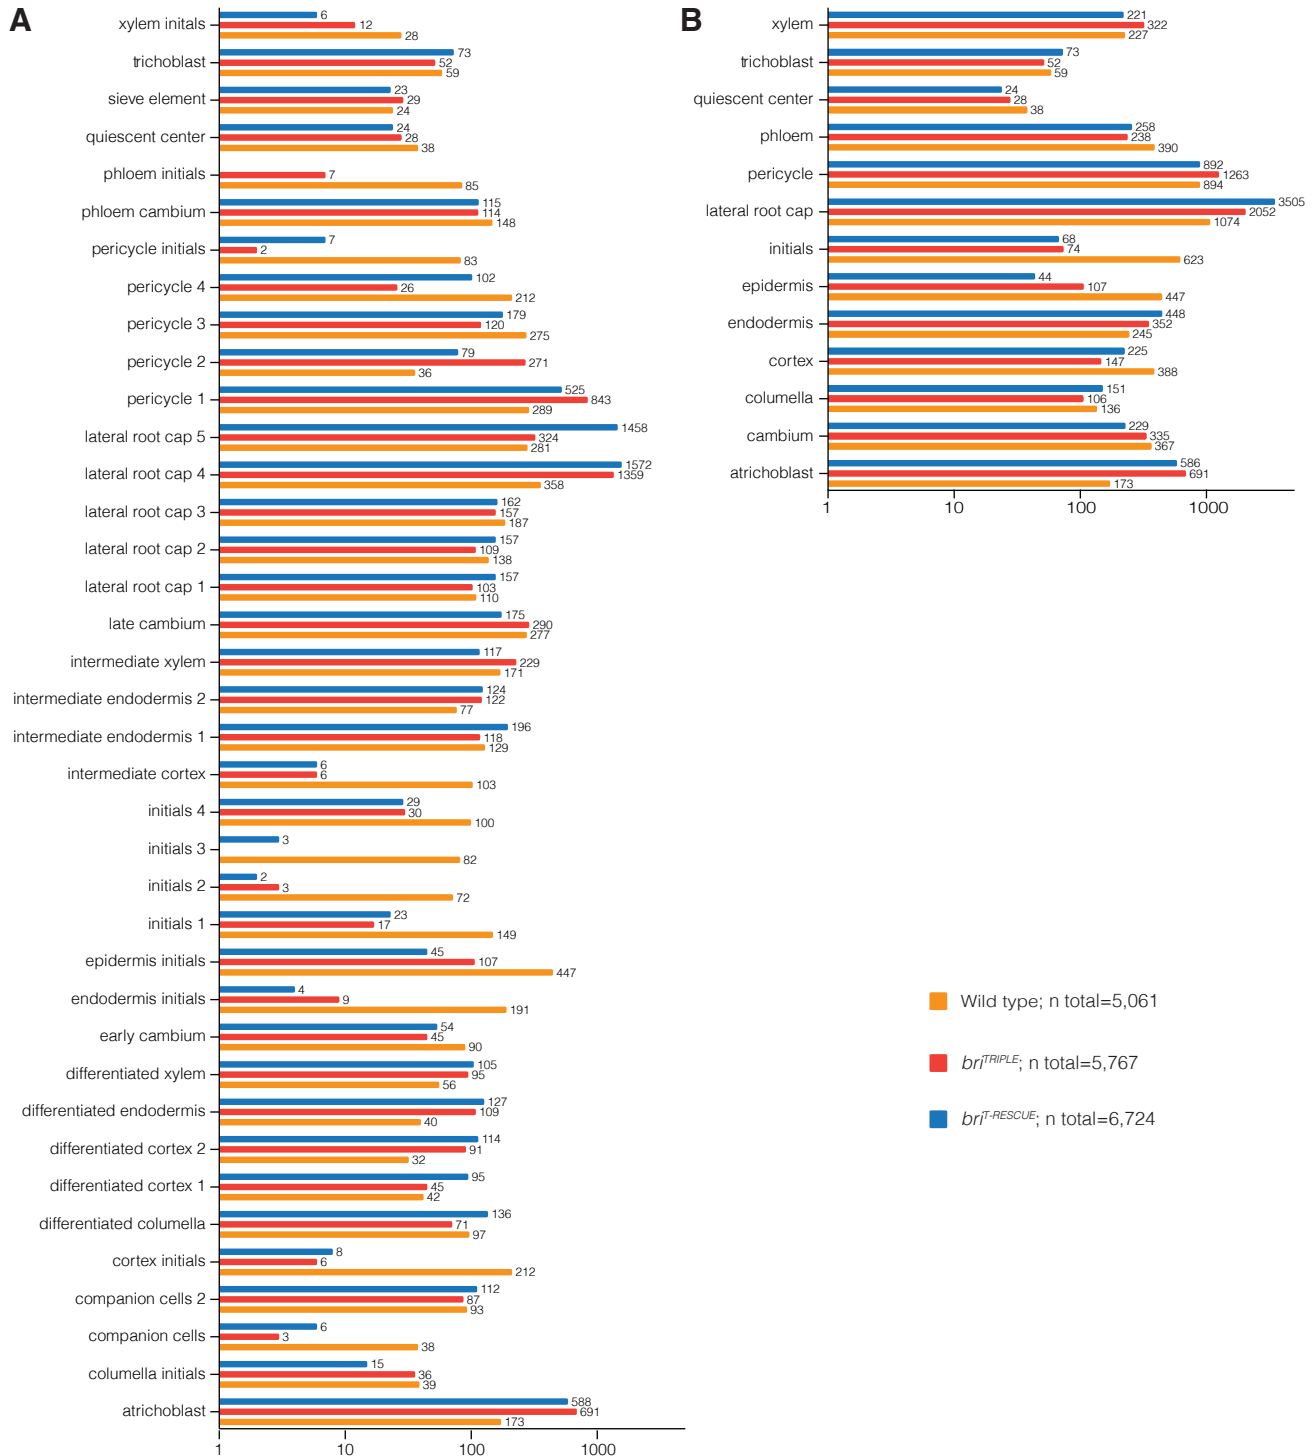 A
xylem initals 6 12 28
trichoblast 73 52 59
sieve element 23 29 24
quiescent center 24 28 38
phloem initials 7 85
phloem cambium 115 114 148
pericycle initials 7 2 83
pericycle 4 102 26 212
pericycle 3 179 120 275
pericycle 2 79 271 36
pericycle 1 525 843 289
lateral root cap 5 1458 324 281
lateral root cap 4 1572 1359 358
lateral root cap 3 162 157 187
lateral root cap 2 157 109 138
lateral root cap 1 157 103 110
late cambium 175 290 277
intermediate xylem 117 229 171
intermediate endodermis 2 124 122 77
intermediate endodermis 1 196 118 129
intermediate cortex 6 6 103
initials 4 29 30 100
initials 3 3 82
initials 2 2 3 72
initials 1 23 17 149
epidermis initials 45 107 447
endodermis initials 4 9 191
early cambium 54 45 90
differentiated xylem 105 95 56
differentiated endodermis 127 109 40
differentiated cortex 2 114 91 32
differentiated cortex 1 95 45 42
differentiated columella 136 71 97
cortex initials 8 6 212
companion cells 2 112 87 93
companion cells 6 3 38
columella initials 15 36 39
atrichoblast 588 691 173
1 10 100 1000
B
xylem 221 322 227
trichoblast 73 52 59
quiescent center 24 28 38
phloem 258 238 390
pericycle 892 1263 894
lateral root cap 3505 2052 1074
initials 68 74 623
epidermis 44 107 447
endodermis 448 352 245
cortex 225 147 388
columella 151 106 136
cambium 229 335 367
atrichoblast 586 691 173
1 10 100 1000
Wild type; n total=5,061
bri^TRIPLE; n total=5,767
bri^T-RESCUE; n total=6,724